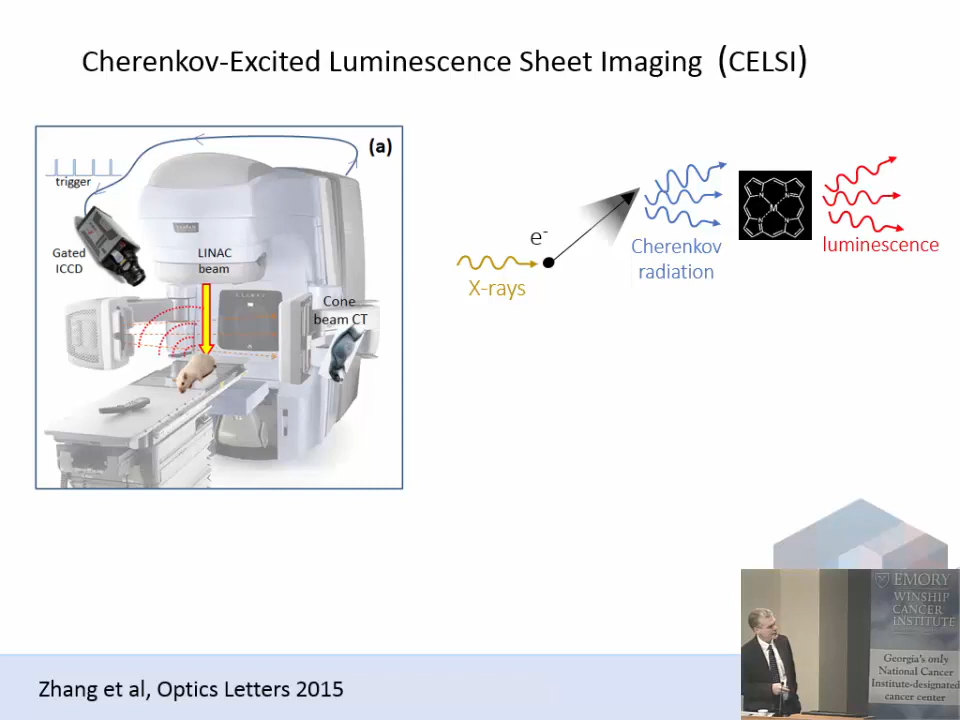 Cherenkov-Excited Luminescence Sheet Imaging (CELSI)
(a)
trigger
Gated
ICCD
LINAC
beam
Cone
beam CT
e-
X-rays
Cherenkov
radiation
N
N
M
N
N
luminescence
EMORY
WINSHIP
CANCER
INSTITUTE
Georgia's only
National Cancer
Institute-designated
cancer center
Zhang et al, Optics Letters 2015